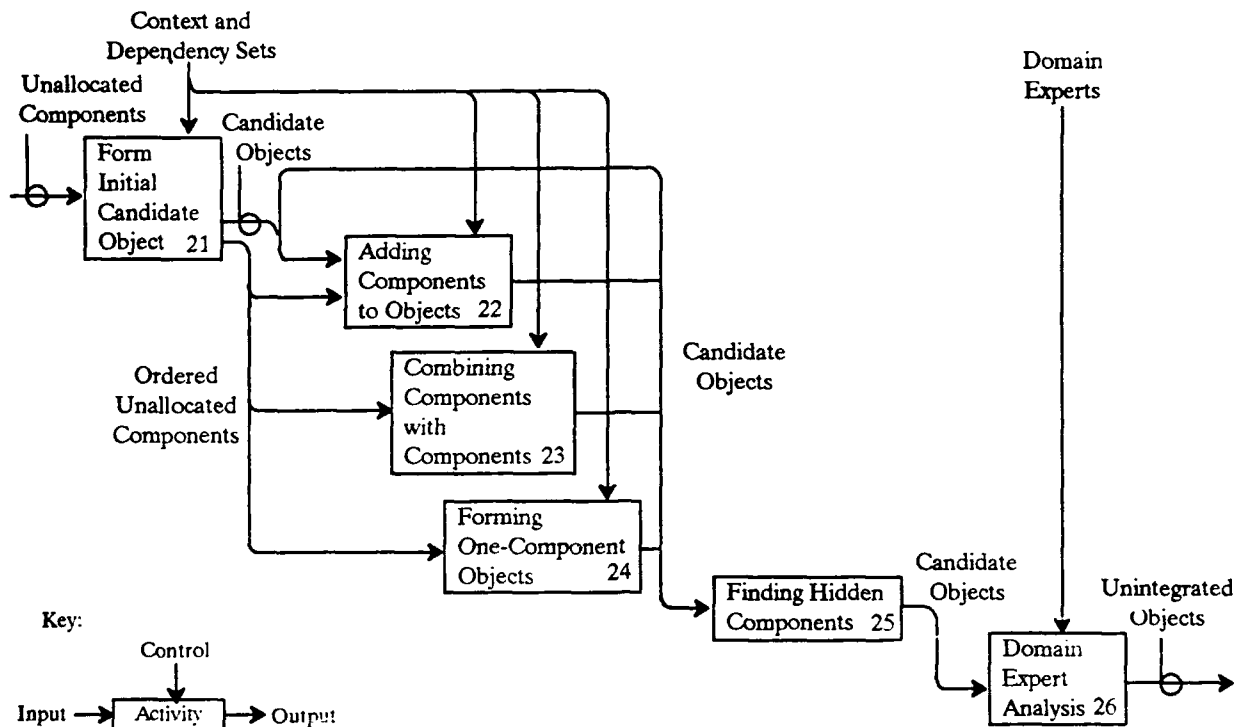 Context and
Dependency Sets
Unallocated
Components
Domain
Experts
Candidate
Objects
Form
Initial
Candidate
Object 21
Adding
Components
to Objects 22
Candidate
Objects
Combining
Components
with
Components 23
Ordered
Unallocated
Components
Forming
One-Component
Objects 24
Candidate
Objects
Finding Hidden
Components 25
Unintegrated
Objects
Domain
Expert
Analysis 26
Key:
Control
Input
Activity
Output